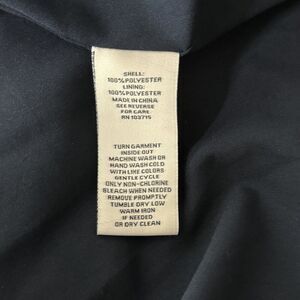 SHELL:
100%POLYESTER
LINING:
100%POLYESTER
MADE IN CHINA
SEE REVERSE
FOR CARE
RN 103715
TURN GARMENT
INSIDE OUT
MACHINE WASH OR
HAND WASH COLD
WITH LIKE COLORS
GENTLE CYCLE
ONLY NON-CHLORINE
BLEACH WHEN NEEDED
REMOVE PROMPTLY
TUMBLE DRY LOW
WARM IRON
IF NEEDED
OR DRY CLEAN